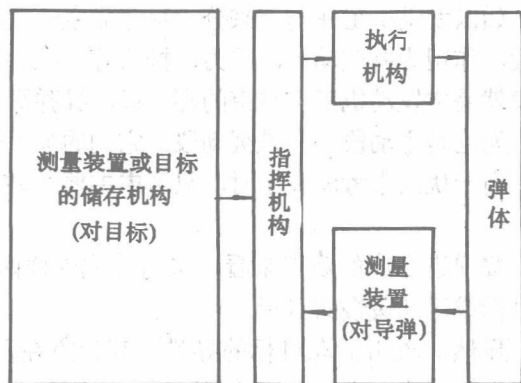 测量装置或目标
的储存机构
(对目标)
指挥机构
执行
机构
测量
装置
(对导弹)
弹体